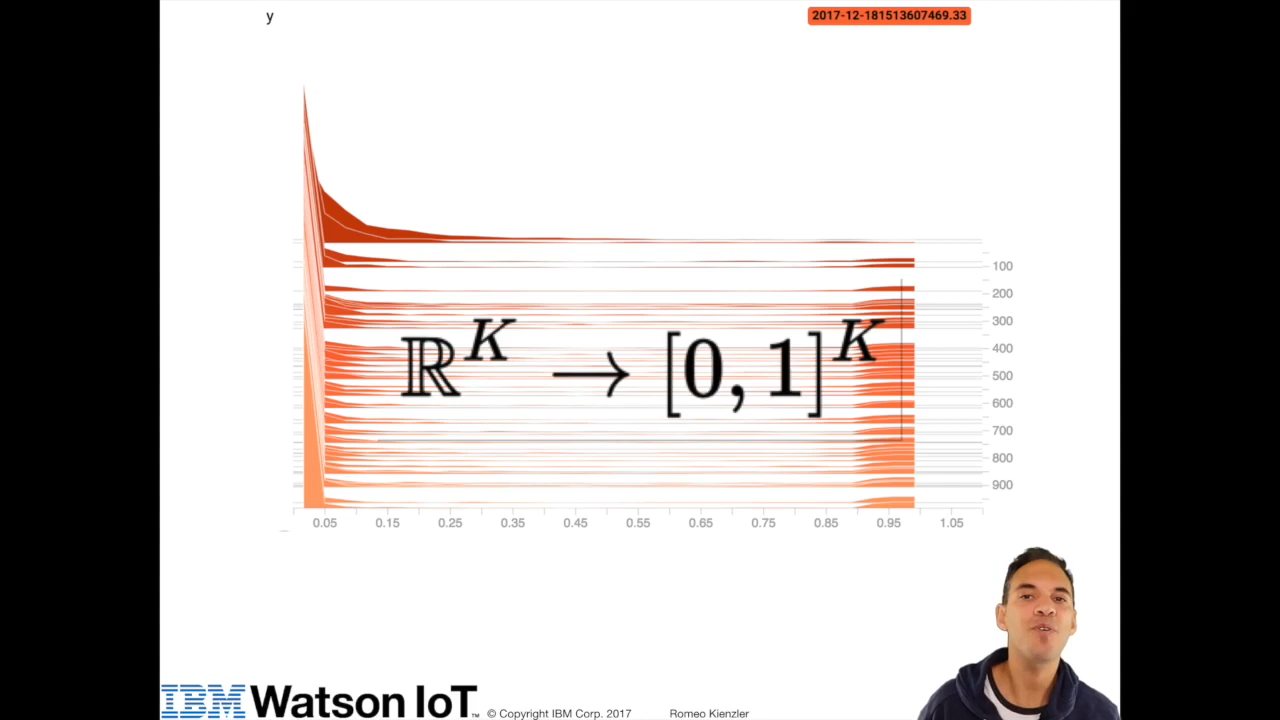 y
2017-12-181513607469.33
ℝ^K → [0, 1]^K
100
200
300
400
500
600
700
800
900
0.05 0.15 0.25 0.35 0.45 0.55 0.65 0.75 0.85 0.95 1.05
IBM Watson IoT™ © Copyright IBM Corp. 2017 Romeo Kienzler